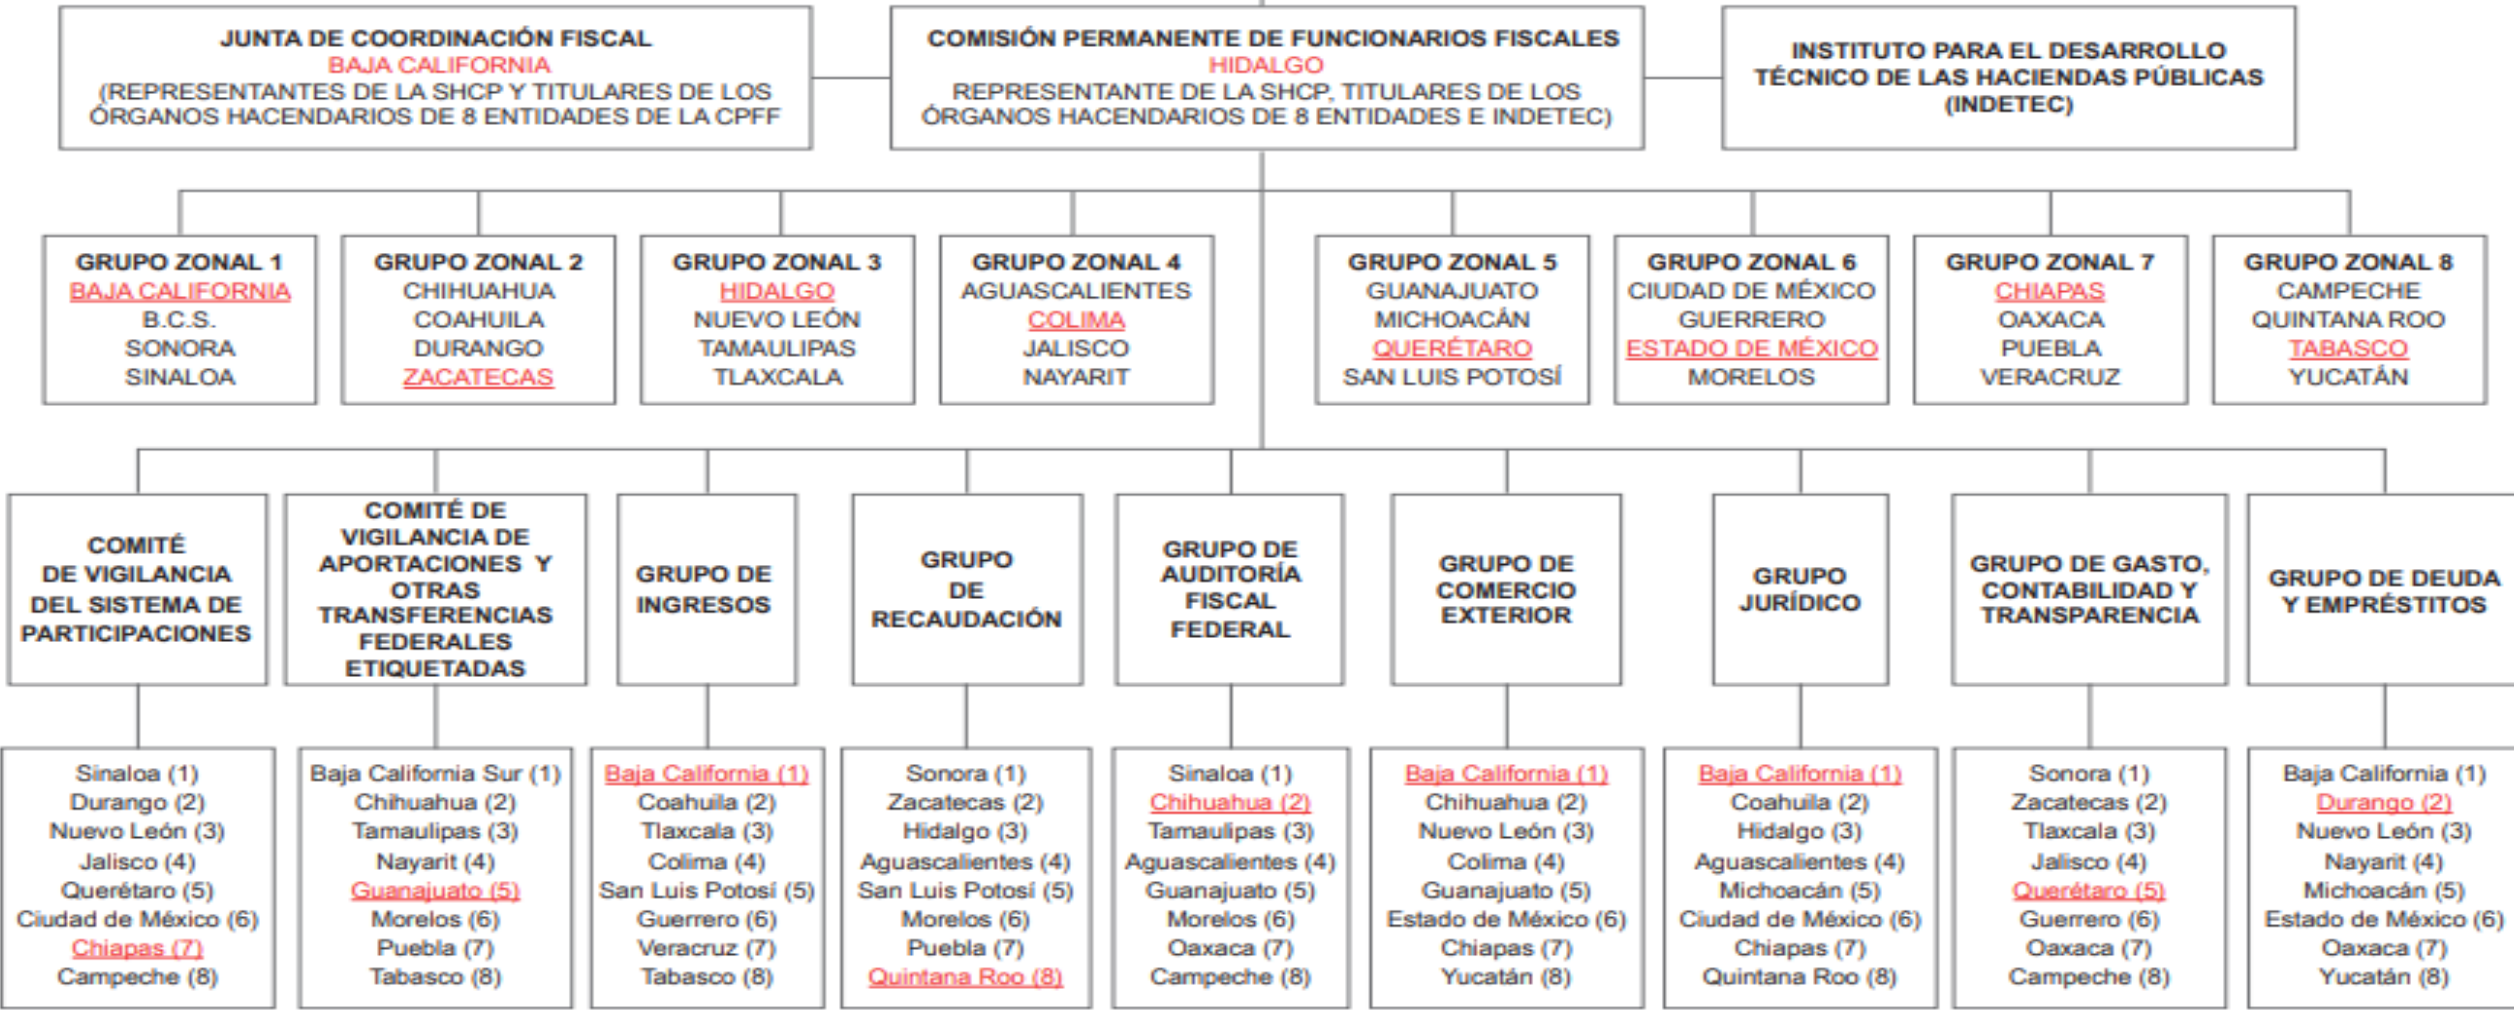 JUNTA DE COORDINACIÓN FISCAL
BAJA CALIFORNIA
(REPRESENTANTES DE LA SHCP Y TITULARES DE LOS
ÓRGANOS HACENDARIOS DE 8 ENTIDADES DE LA CPFF
COMISIÓN PERMANENTE DE FUNCIONARIOS FISCALES
HIDALGO
REPRESENTANTE DE LA SHCP, TITULARES DE LOS
ÓRGANOS HACENDARIOS DE 8 ENTIDADES E INDETEC)
INSTITUTO PARA EL DESARROLLO
TÉCNICO DE LAS HACIENDAS PÚBLICAS
(INDETEC)
GRUPO ZONAL 1
BAJA CALIFORNIA
B.C.S.
SONORA
SINALOA
GRUPO ZONAL 2
CHIHUAHUA
COAHUILA
DURANGO
ZACATECAS
GRUPO ZONAL 3
HIDALGO
NUEVO LEÓN
TAMAULIPAS
TLAXCALA
GRUPO ZONAL 4
AGUASCALIENTES
COLIMA
JALISCO
NAYARIT
GRUPO ZONAL 5
GUANAJUATO
MICHOACÁN
QUERÉTARO
SAN LUIS POTOSÍ
GRUPO ZONAL 6
CIUDAD DE MÉXICO
GUERRERO
ESTADO DE MÉXICO
MORELOS
GRUPO ZONAL 7
CHIAPAS
OAXACA
PUEBLA
VERACRUZ
GRUPO ZONAL 8
CAMPECHE
QUINTANA ROO
TABASCO
YUCATÁN
COMITÉ
DE VIGILANCIA
DEL SISTEMA DE
PARTICIPACIONES
COMITÉ DE
VIGILANCIA DE
APORTACIONES Y
OTRAS
TRANSFERENCIAS
FEDERALES
ETIQUETADAS
GRUPO DE
INGRESOS
GRUPO
DE
RECAUDACIÓN
GRUPO DE
AUDITORÍA
FISCAL
FEDERAL
GRUPO DE
COMERCIO
EXTERIOR
GRUPO
JURÍDICO
GRUPO DE GASTO,
CONTABILIDAD Y
TRANSPARENCIA
GRUPO DE DEUDA
Y EMPRÉSTITOS
Sinaloa (1)
Durango (2)
Nuevo León (3)
Jalisco (4)
Querétaro (5)
Ciudad de México (6)
Chiapas (7)
Campeche (8)
Baja California Sur (1)
Chihuahua (2)
Tamaulipas (3)
Nayarit (4)
Guanajuato (5)
Morelos (6)
Puebla (7)
Tabasco (8)
Baja California (1)
Coahuila (2)
Tlaxcala (3)
Colima (4)
San Luis Potosí (5)
Guerrero (6)
Veracruz (7)
Tabasco (8)
Sonora (1)
Zacatecas (2)
Hidalgo (3)
Aguascalientes (4)
San Luis Potosí (5)
Morelos (6)
Puebla (7)
Quintana Roo (8)
Sinaloa (1)
Chihuahua (2)
Tamaulipas (3)
Aguascalientes (4)
Guanajuato (5)
Morelos (6)
Oaxaca (7)
Campeche (8)
Baja California (1)
Chihuahua (2)
Nuevo León (3)
Colima (4)
Guanajuato (5)
Estado de México (6)
Chiapas (7)
Yucatán (8)
Baja California (1)
Coahuila (2)
Hidalgo (3)
Aguascalientes (4)
Michoacán (5)
Ciudad de México (6)
Chiapas (7)
Quintana Roo (8)
Sonora (1)
Zacatecas (2)
Tlaxcala (3)
Jalisco (4)
Querétaro (5)
Guerrero (6)
Oaxaca (7)
Campeche (8)
Baja California (1)
Durango (2)
Nuevo León (3)
Nayarit (4)
Michoacán (5)
Estado de México (6)
Oaxaca (7)
Yucatán (8)